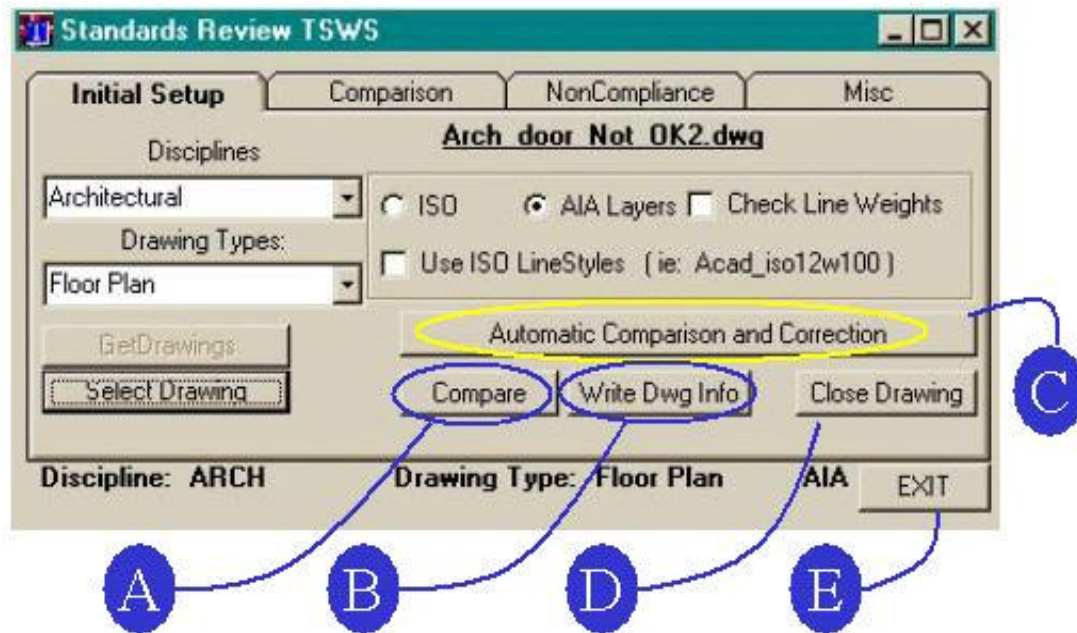 Standards Review TSWS
Initial Setup Comparison NonCompliance Misc
Arch_door_Not_OK2.dwg
Disciplines
Architectural
ISO AIA Layers Check Line Weights
Drawing Types:
Use ISO LineStyles ( ie: Acad_iso12w100 )
Floor Plan
Automatic Comparison and Correction
GetDrawings
Select Drawing Compare Write Dwg Info Close Drawing
C
Discipline: ARCH Drawing Type: Floor Plan AIA EXIT
A B D E